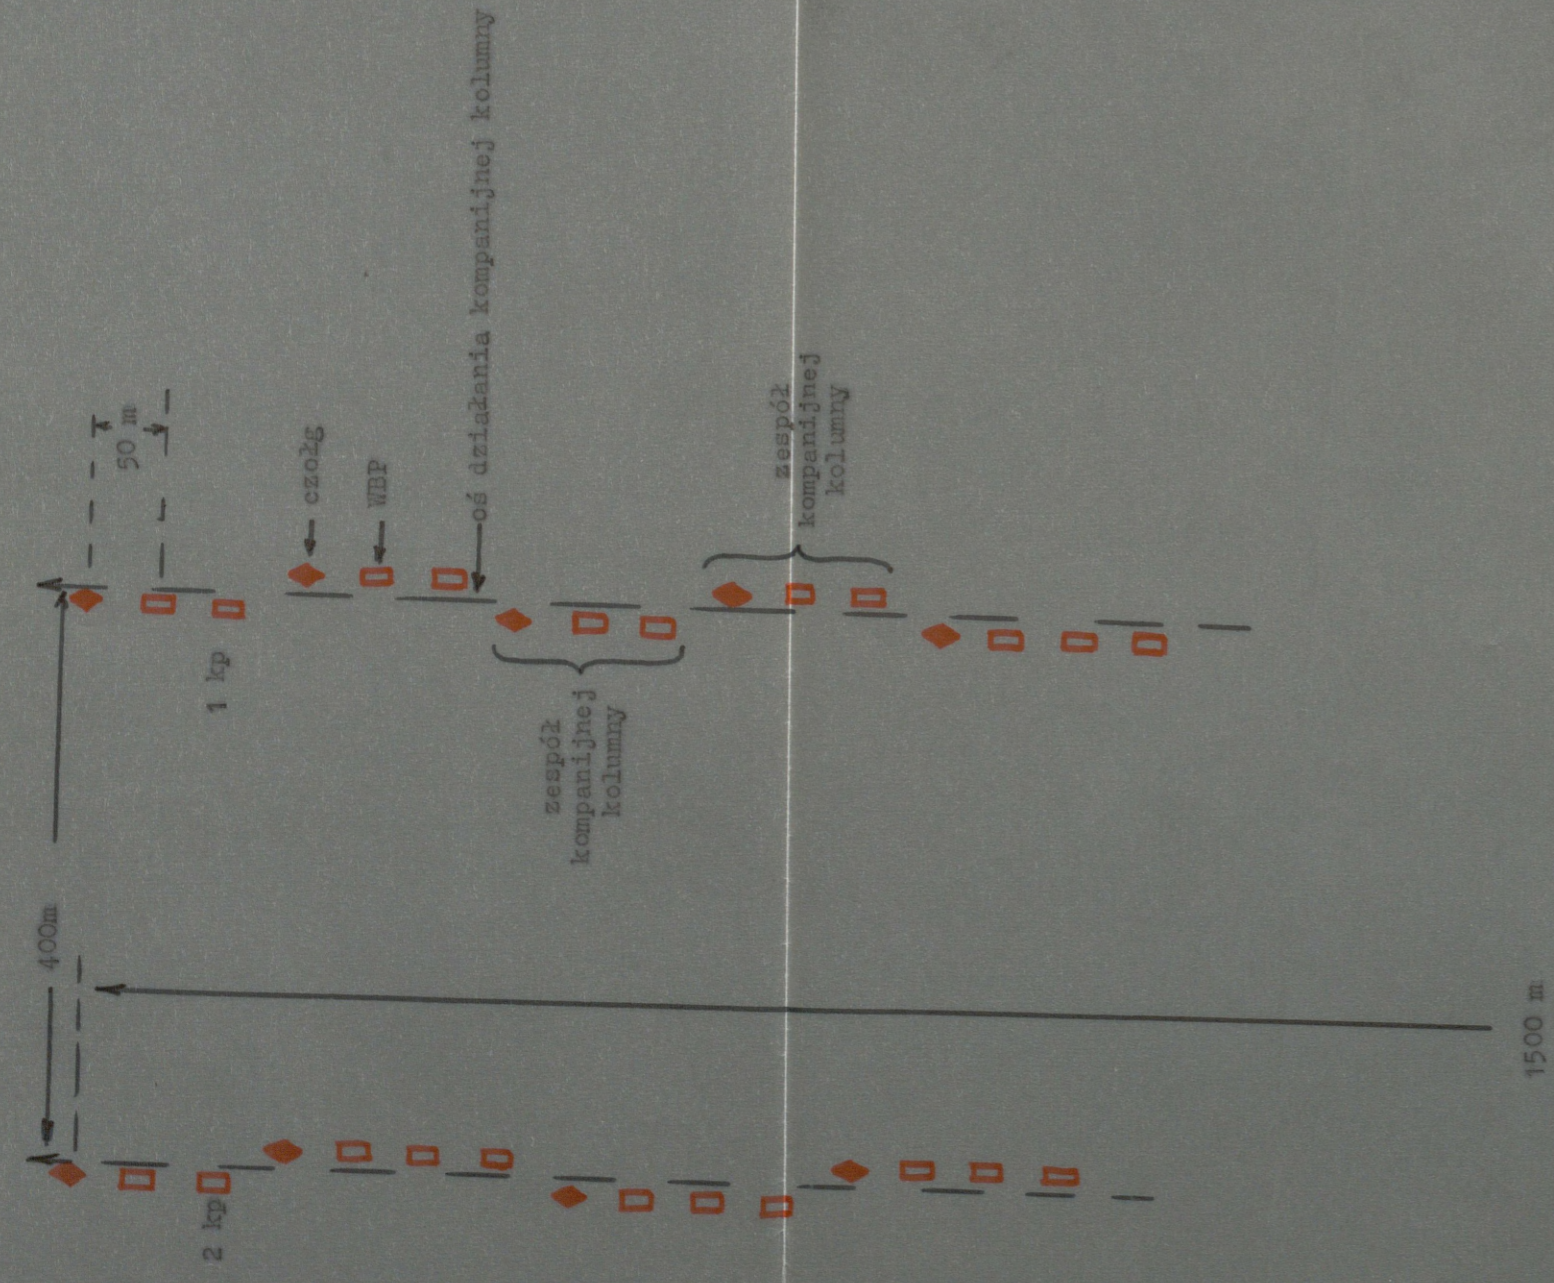 400m
50 m
czołg
WBP
oś działania kompanijnej kolumny
1 kp
zespół
kompanijnej
kolumny
zespół
kompanijnej
kolumny
2 kp
1500 m